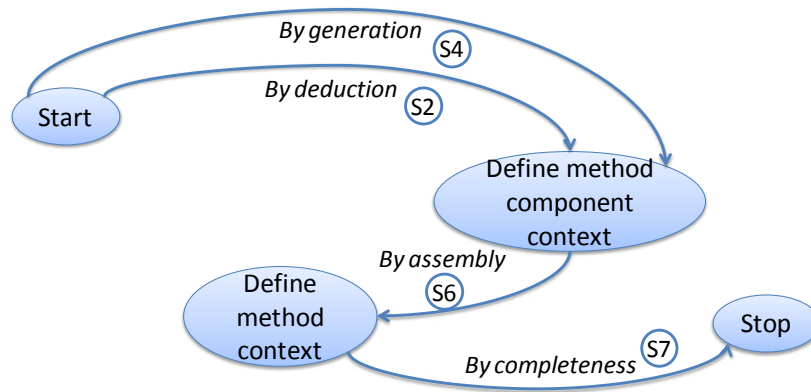 By generation
S4
By deduction
S2
Start
Define method
component
context
By assembly
S6
Define
method
context
S7
Stop
By completeness